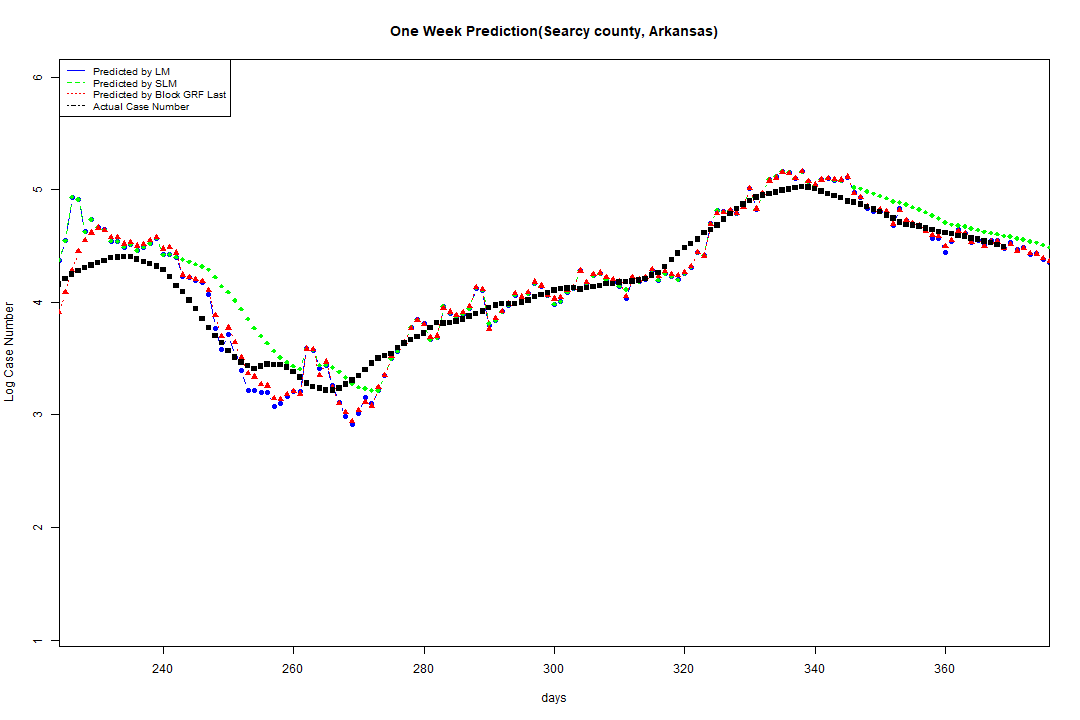 One Week Prediction(Searcy county, Arkansas)
Predicted by LM
Predicted by SLM
Predicted by Block GRF Last
Actual Case Number
6
5
4
3
2
1
Log Case Number
240 260 280 300 320 340 360
days